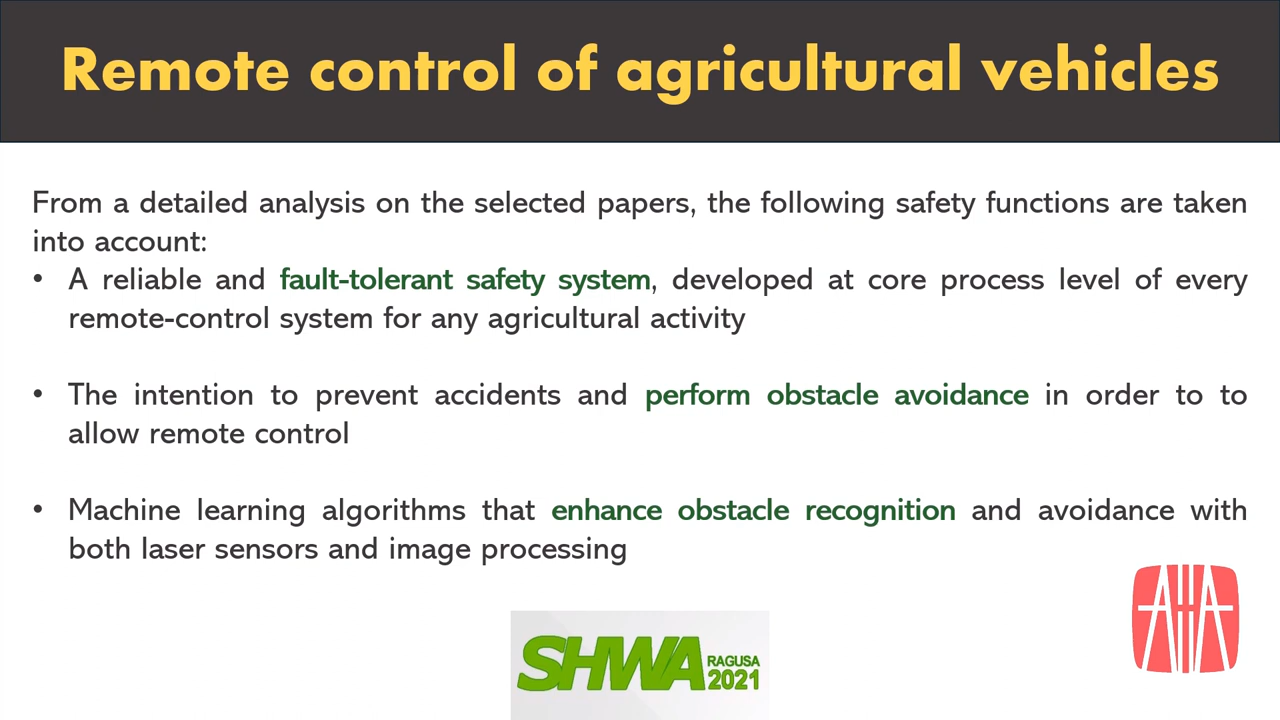 Remote control of agricultural vehicles
From a detailed analysis on the selected papers, the following safety functions are taken
into account:
• A reliable and fault-tolerant safety system, developed at core process level of every
remote-control system for any agricultural activity
• The intention to prevent accidents and perform obstacle avoidance in order to to
allow remote control
• Machine learning algorithms that enhance obstacle recognition and avoidance with
both laser sensors and image processing
SHWA RAGUSA
2021